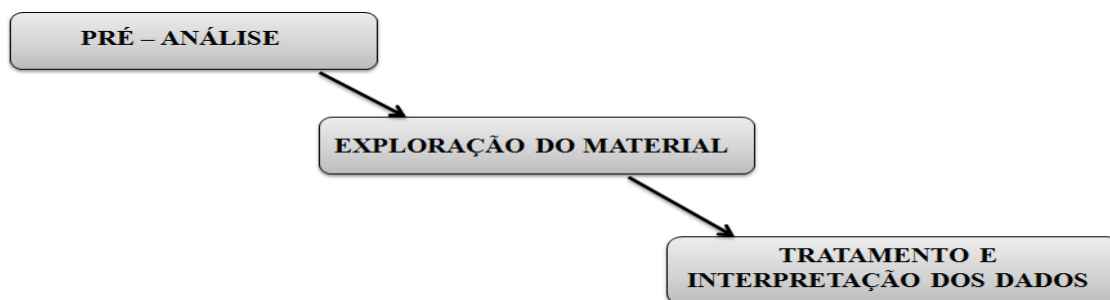 PRÉ – ANÁLISE
EXPLORAÇÃO DO MATERIAL
TRATAMENTO E
INTERPRETAÇÃO DOS DADOS